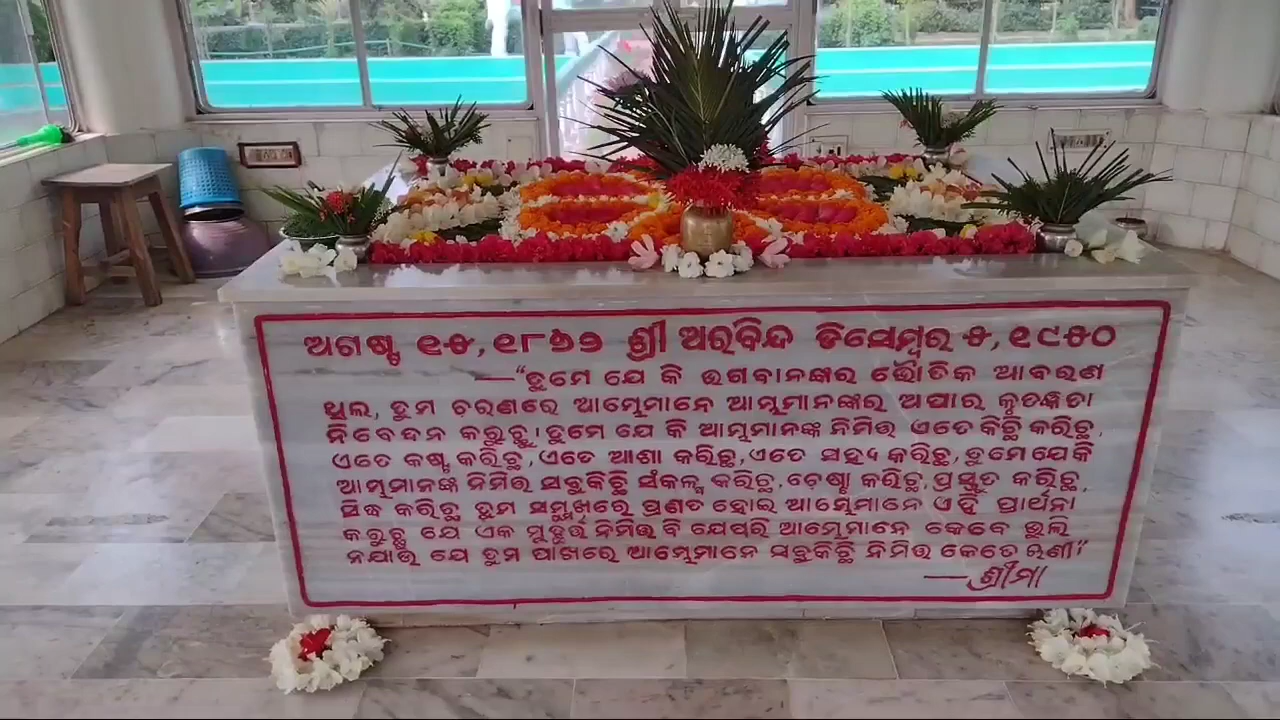 ଅଗଷ୍ଟ ୧୫, ୧୮୭୨ ଶ୍ରୀ ଅରବିନ୍ଦ ଡିସେମ୍ବର ୫, ୧୯୫୦
—“ତୁମେ ଯେ କି ଭଗବାନଙ୍କର ଭୌତିକ ଆବରଣ
ଥିଲ, ତୁମ ଚରଣରେ ଆମ୍ଭେମାନେ ଆମ୍ଭମାନଙ୍କର ଅପାର କୃତଜ୍ଞତା
ନିବେଦନ କରୁଚ୍ଛୁ। ତୁମେ ଯେ କି ଆମ୍ଭମାନଙ୍କ ନିମିତ୍ତ ଏତେ କିଛି କରିଚ୍ଛ,
ଏତେ କଷ୍ଟ କରିଚ୍ଛ, ଏତେ ଆଶା କରିଚ୍ଛ, ଏତେ ସହ୍ୟ କରିଚ୍ଛ, ତୁମେ ଯେ କି
ଆମ୍ଭମାନଙ୍କ ନିମିତ୍ତ ସବୁକିଛି ସଂକଳ୍ପ କରିଚ୍ଛ, ଚେଷ୍ଟା କରିଚ୍ଛ, ପ୍ରସ୍ତୁତ କରିଚ୍ଛ,
ସିଦ୍ଧ କରିଚ୍ଛ ତୁମ ସମ୍ମୁଖରେ ପ୍ରଣତ ହୋଇ ଆମ୍ଭେମାନେ ଏହି ପ୍ରାର୍ଥନା
କରୁଚ୍ଛୁ ଯେ ଏକ ମୁହୂର୍ତ୍ତ ନିମିତ୍ତ ବି ଯେପରି ଆମ୍ଭେମାନେ କେବେ ଭୁଲି
ନଯାଉ ଯେ ତୁମ ପାଖରେ ଆମ୍ଭେମାନେ ସବୁକିଛି ନିମିତ୍ତ କେତେ ଋଣୀ”
— ଶ୍ରୀମା